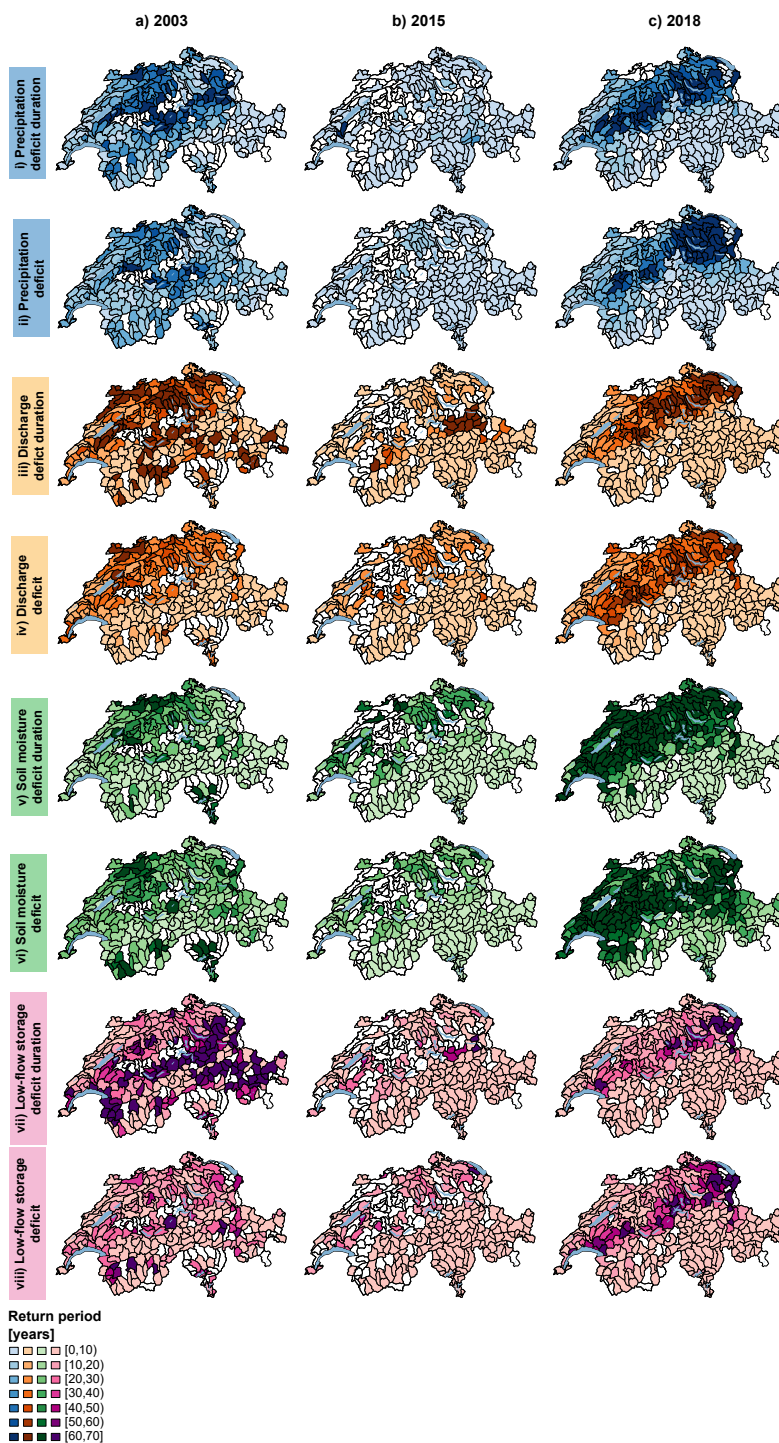 a) 2003
b) 2015
c) 2018
i) Precipitation
deficit duration
ii) Precipitation
deficit
iii) Discharge
deficit duration
iv) Discharge
deficit
v) Soil moisture
deficit duration
vi) Soil moisture
deficit
vii) Low-flow storage
deficit duration
viii) Low-flow storage
deficit
Return period
[years]
[0,10)
[10,20)
[20,30)
[30,40)
[40,50)
[50,60)
[60,70]